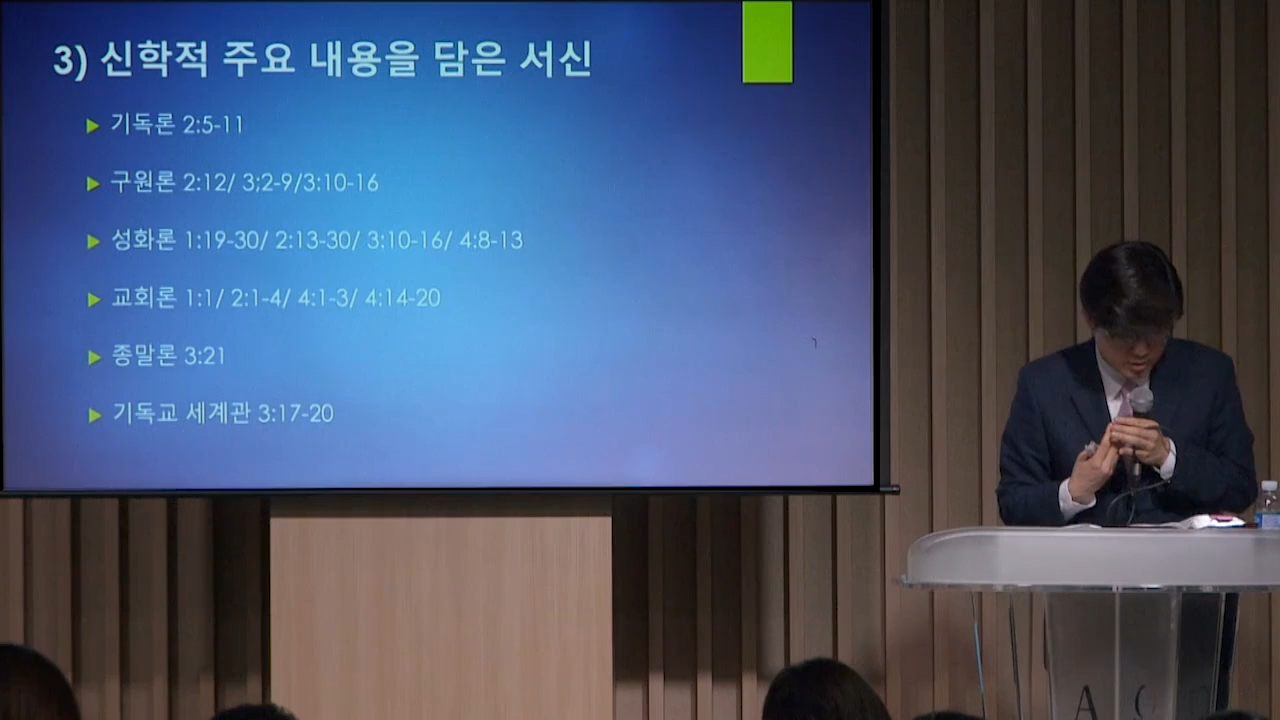 3) 신학적 주요 내용을 담은 서신
▶ 기독론 2:5-11
▶ 구원론 2:12/ 3;2-9/3:10-16
▶ 성화론 1:19-30/ 2:13-30/ 3:10-16/ 4:8-13
▶ 교회론 1:1/ 2:1-4/ 4:1-3/ 4:14-20
▶ 종말론 3:21
▶ 기독교 세계관 3:17-20